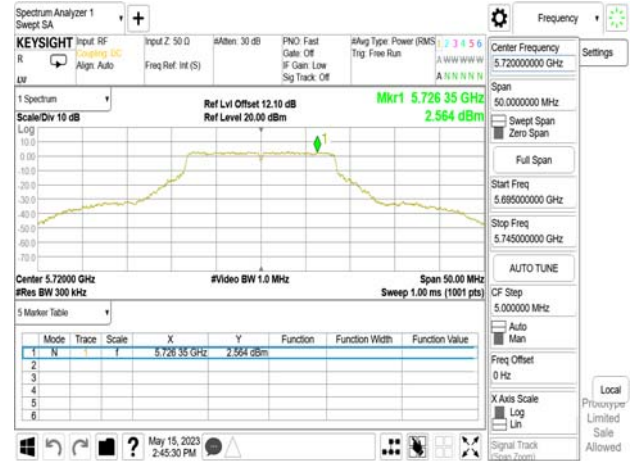 Spectrum Analyzer 1
Swept SA
+
Frequency
KEYSIGHT Input: RF Input Z: 50 Ω #Atten: 30 dB PNO: Fast #Avg Type: Power (RMS 1 2 3 4 5 6
R Coupling: DC Gate: Off Trig: Free Run A WW WW W
Align: Auto Freq Ref: Int (S) IF Gain: Low
Sig Track: Off A N N N N N
1 Spectrum
Scale/Div 10 dB
Ref Lvl Offset 12.10 dB
Ref Level 20.00 dBm
Mkr1 5.726 35 GHz
2.564 dBm
Log
10.0
0.00
-10.0
-20.0
-30.0
-40.0
-50.0
-60.0
-70.0
1
Center 5.72000 GHz #Video BW 1.0 MHz Span 50.00 MHz
#Res BW 300 kHz Sweep 1.00 ms (1001 pts)
5 Marker Table
Mode Trace Scale X Y Function Function Width Function Value
1 N 1 f 5.726 35 GHz 2.564 dBm
2
3
4
5
6
May 15, 2023
2:45:30 PM
?
Center Frequency
5.720000000 GHz
Settings
Span
50.0000000 MHz
Swept Span
Zero Span
Full Span
Start Freq
5.695000000 GHz
Stop Freq
5.745000000 GHz
AUTO TUNE
CF Step
5.000000 MHz
Auto
Man
Freq Offset
0 Hz
X Axis Scale
Log
Lin
Local
Prototype
Limited
Sale
Allowed
Signal Track
(Span Zoom)